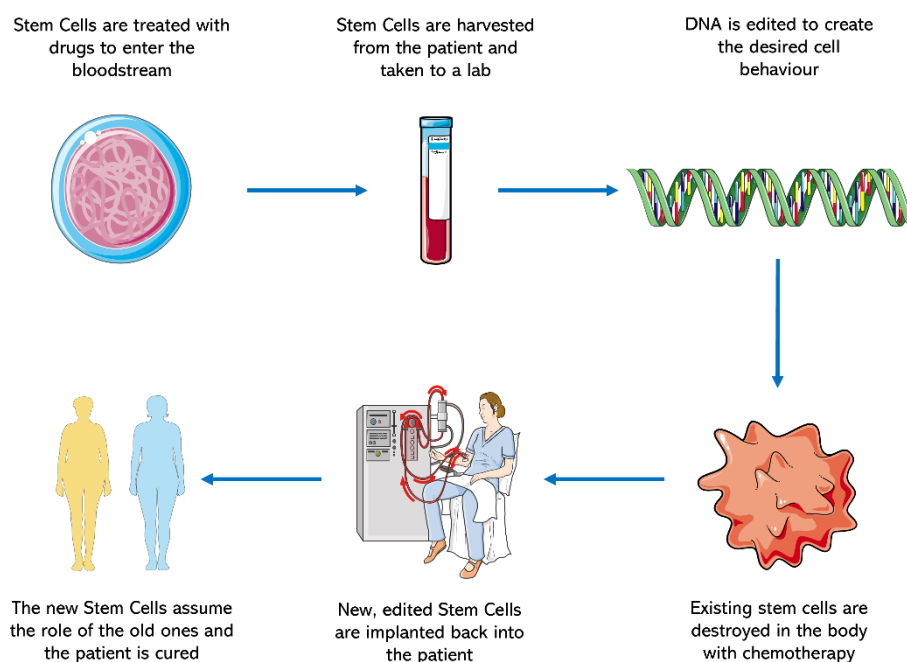 Stem Cells are treated with
drugs to enter the
bloodstream
Stem Cells are harvested
from the patient and
taken to a lab
DNA is edited to create
the desired cell
behaviour
The new Stem Cells assume
the role of the old ones and
the patient is cured
New, edited Stem Cells
are implanted back into
the patient
Existing stem cells are
destroyed in the body
with chemotherapy